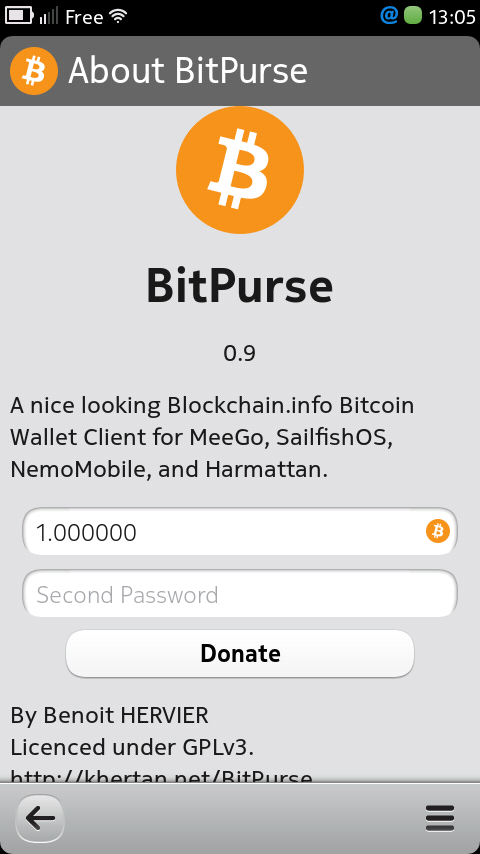 Free 13:05
About BitPurse
BitPurse
0.9
A nice looking Blockchain.info Bitcoin
Wallet Client for MeeGo, SailfishOS,
NemoMobile, and Harmattan.
1.000000
Second Password
Donate
By Benoit HERVIER
Licenced under GPLv3.
http://khertan.net/BitPurse